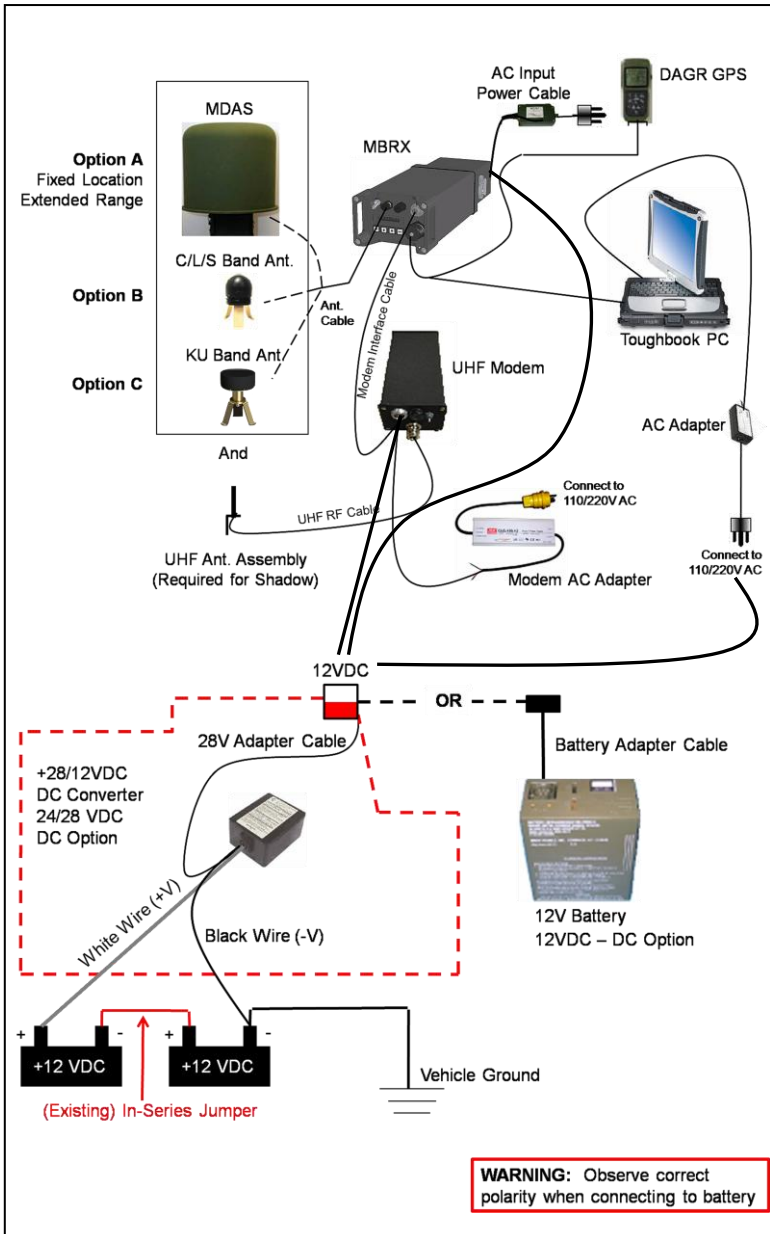 AC Input
Power Cable
DAGR GPS
MDAS
MBRX
Option A
Fixed Location
Extended Range
C/L/S Band Ant.
Option B
Ant.
Cable
Modem Interface Cable
Toughbook PC
KU Band Ant.
UHF Modem
Option C
AC Adapter
And
Connect to
110/220V AC
UHF RF Cable
UHF Ant. Assembly
(Required for Shadow)
Modem AC Adapter
Connect to
110/220V AC
12VDC
OR
28V Adapter Cable
Battery Adapter Cable
+28/12VDC
DC Converter
24/28 VDC
DC Option
White Wire (+V)
Black Wire (-V)
12V Battery
12VDC – DC Option
+ - + -
+12 VDC
+12 VDC
Vehicle Ground
(Existing) In-Series Jumper
WARNING: Observe correct
polarity when connecting to battery